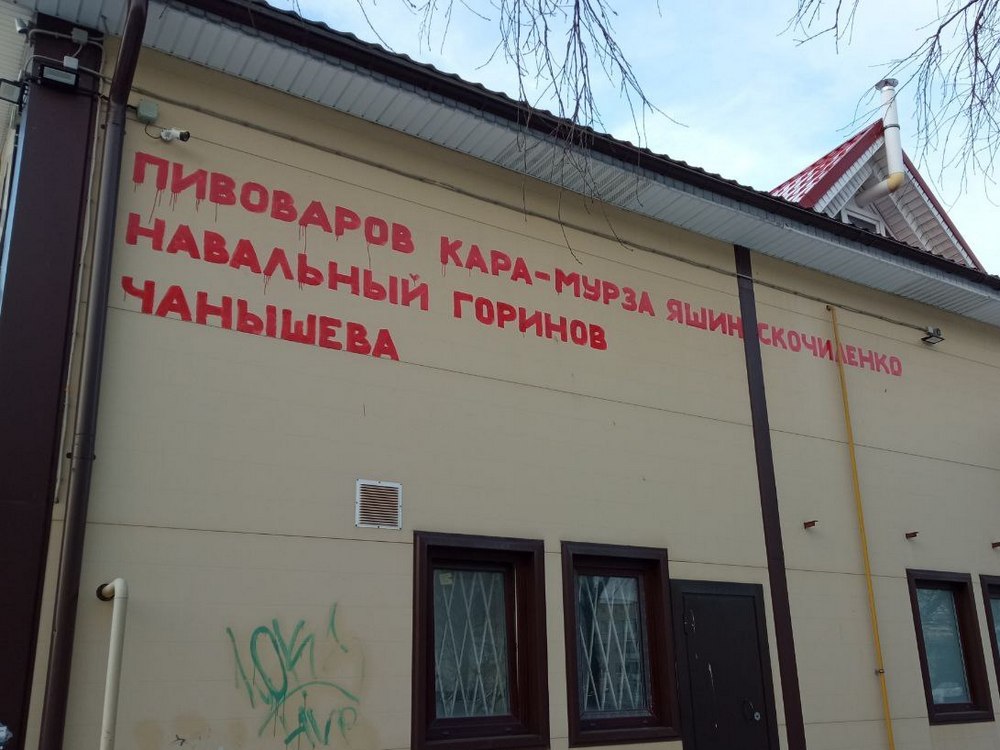 ПИВОВАРОВ КАРА-МУРЗА ЯШИН СКОЧИЛЕНКО
НАВАЛЬНЫЙ ГОРИНОВ
ЧАНЫШЕВА